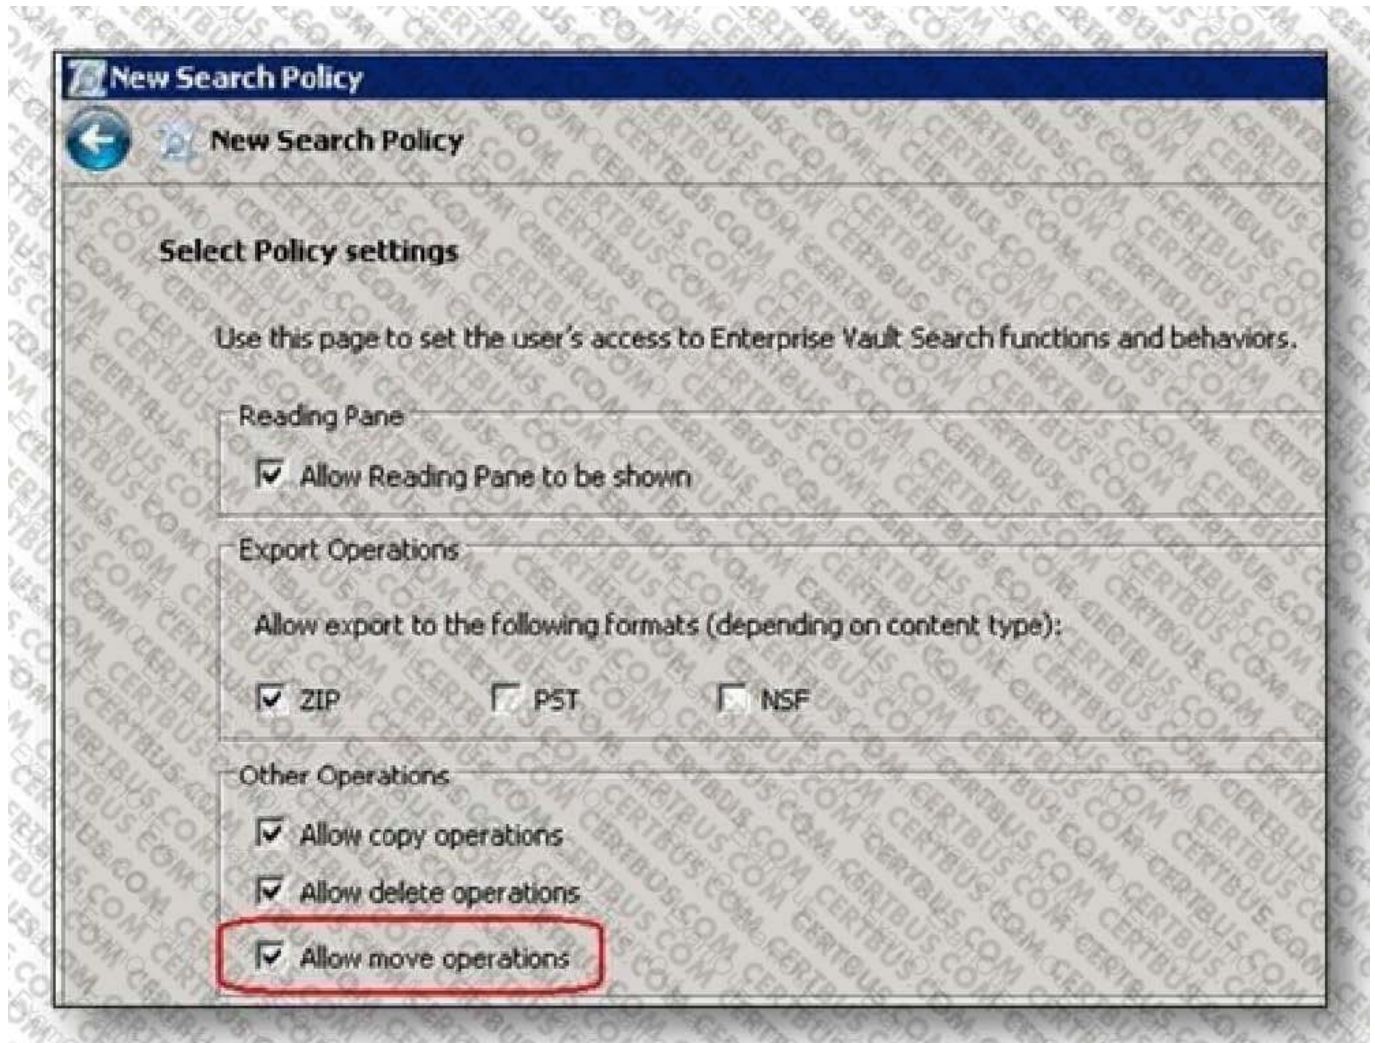 New Search Policy
New Search Policy
Select Policy settings
Use this page to set the user's access to Enterprise Vault Search functions and behaviors.
Reading Pane
Allow Reading Pane to be shown
Export Operations
Allow export to the following formats (depending on content type):
ZIP PST NSF
Other Operations
Allow copy operations
Allow delete operations
Allow move operations
CERTBUS.COM